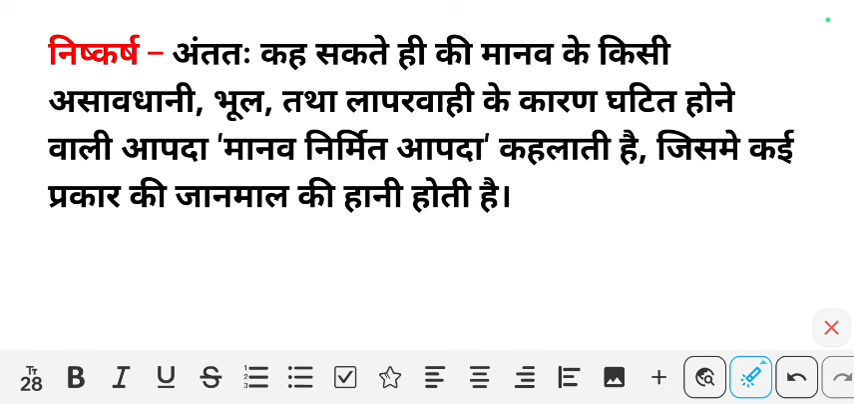 निष्कर्ष – अंततः कह सकते ही की मानव के किसी
असावधानी, भूल, तथा लापरवाही के कारण घटित होने
वाली आपदा 'मानव निर्मित आपदा' कहलाती है, जिसमे कई
प्रकार की जानमाल की हानी होती है।
TT
28 B I U S